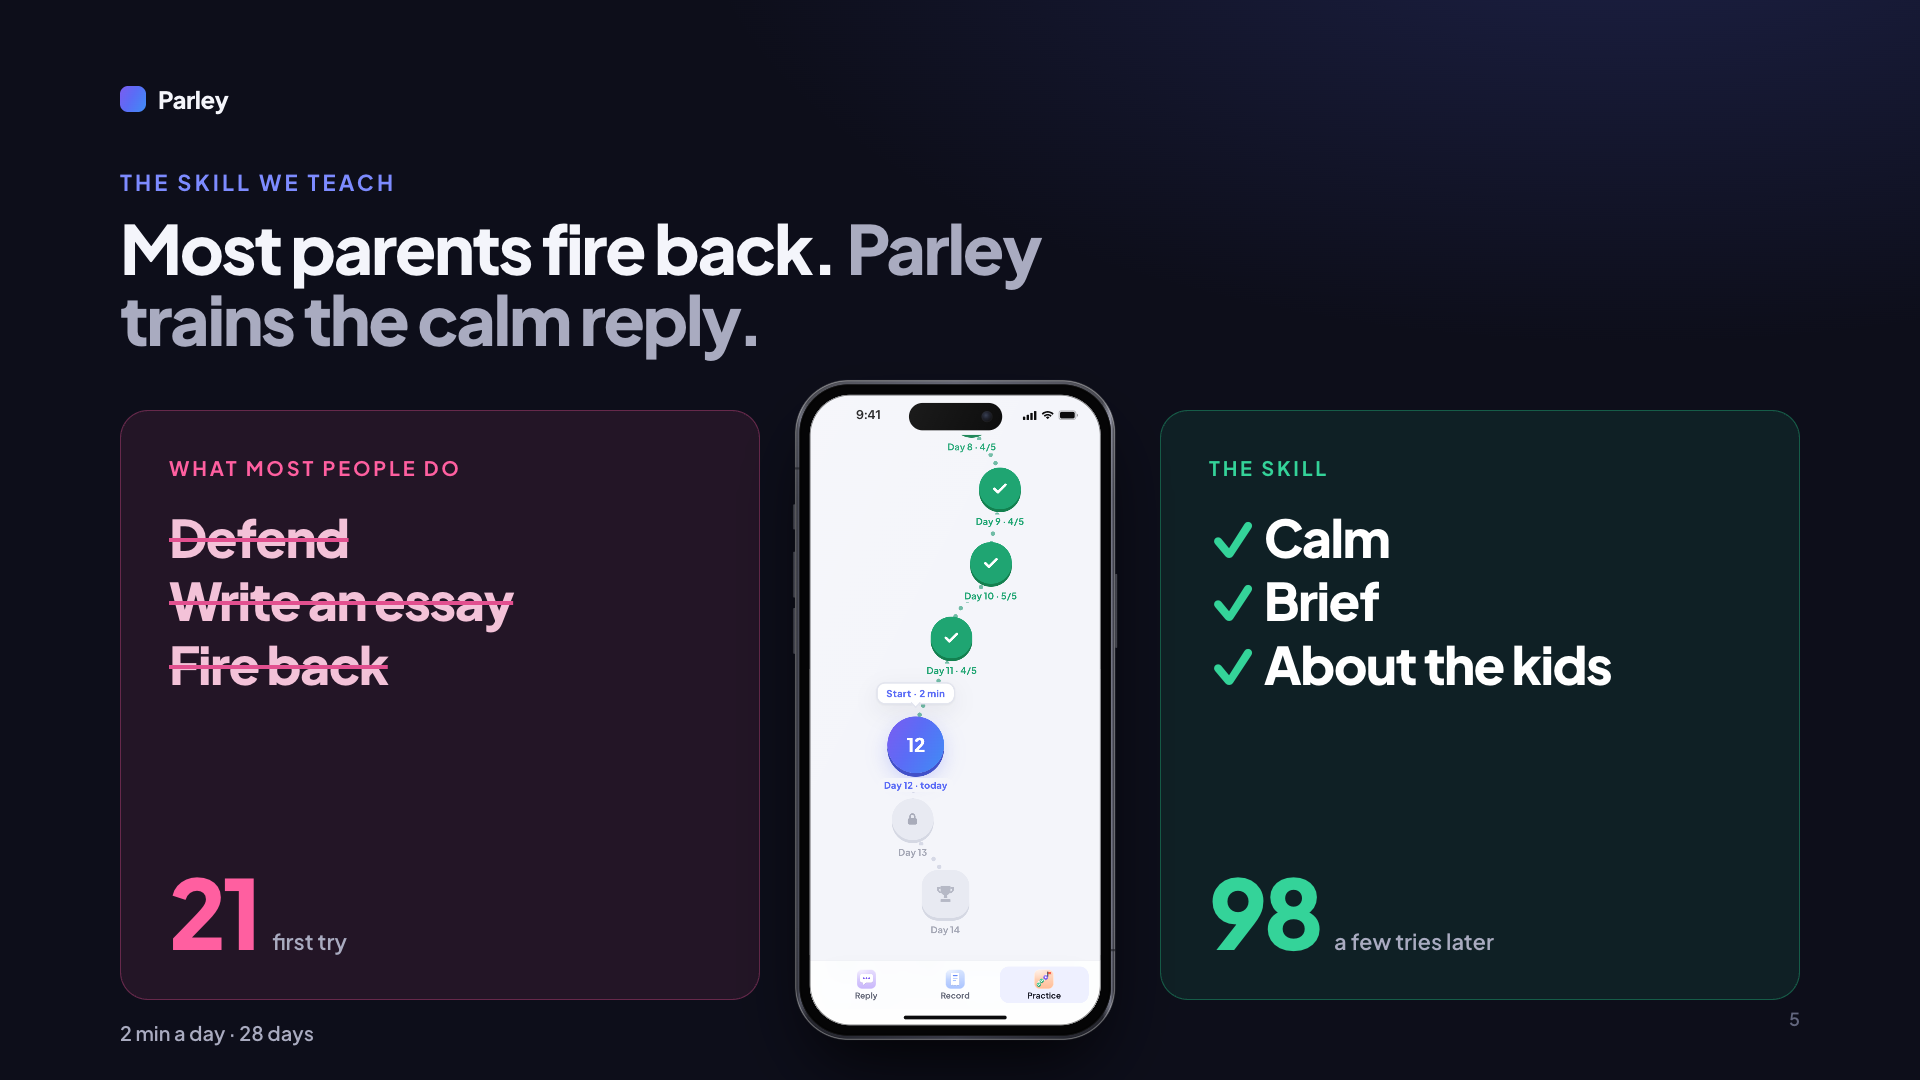 Parley
THE SKILL WE TEACH
Most parents fire back. Parley
trains the calm reply.
WHAT MOST PEOPLE DO
Defend
Write an essay
Fire back
21 first try
9:41
Day 8 · 4/5
Day 9 · 4/5
Day 10 · 5/5
Day 11 · 4/5
Start · 2 min
12
Day 12 · today
Day 13
Day 14
Reply Record Practice
THE SKILL
Calm
Brief
About the kids
98 a few tries later
2 min a day · 28 days
5